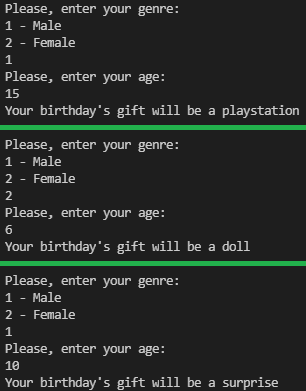 Please, enter your genre:
1 - Male
2 - Female
1
Please, enter your age:
15
Your birthday's gift will be a playstation
Please, enter your genre:
1 - Male
2 - Female
2
Please, enter your age:
6
Your birthday's gift will be a doll
Please, enter your genre:
1 - Male
2 - Female
1
Please, enter your age:
10
Your birthday's gift will be a surprise